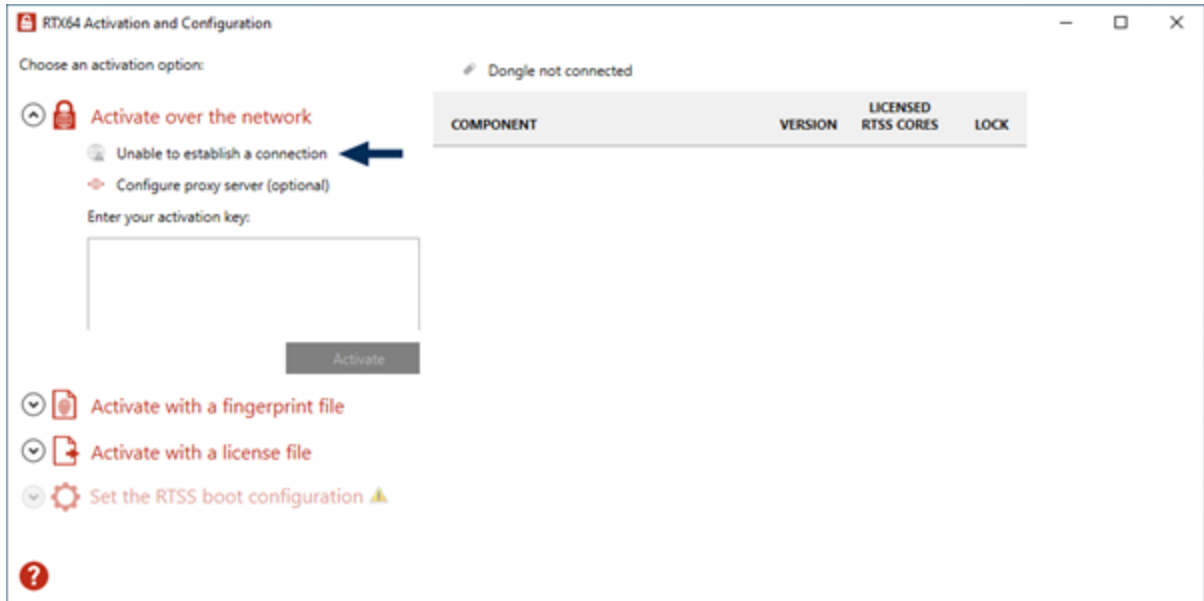 RTX64 Activation and Configuration
Choose an activation option:
Activate over the network
Unable to establish a connection
Configure proxy server (optional)
Enter your activation key:
Activate
Activate with a fingerprint file
Activate with a license file
Set the RTSS boot configuration
?
Dongle not connected
COMPONENT VERSION LICENSED RTSS CORES LOCK